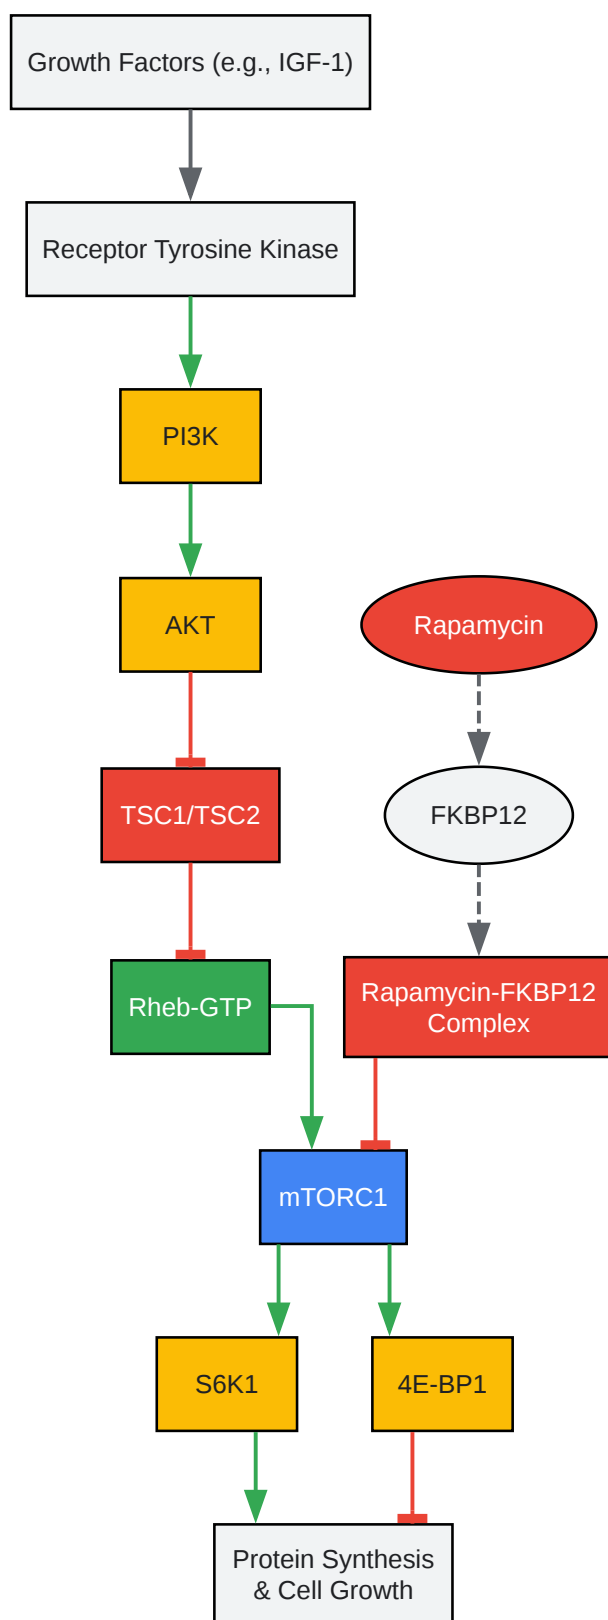 Growth Factors (e.g., IGF-1)
Receptor Tyrosine Kinase
PI3K
AKT
Rapamycin
TSC1/TSC2
FKBP12
Rheb-GTP
Rapamycin-FKBP12
Complex
mTORC1
S6K1
4E-BP1
Protein Synthesis
& Cell Growth